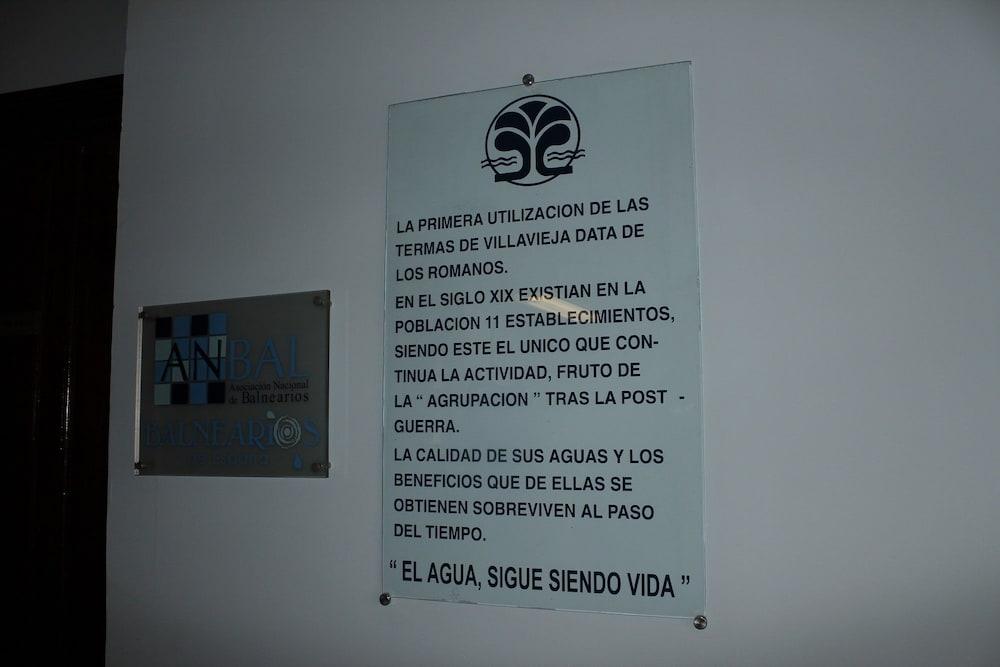 LA PRIMERA UTILIZACION DE LAS
TERMAS DE VILLAVIEJA DATA DE
LOS ROMANOS.
EN EL SIGLO XIX EXISTIAN EN LA
POBLACION 11 ESTABLECIMIENTOS,
SIENDO ESTE EL UNICO QUE CON-
TINUA LA ACTIVIDAD, FRUTO DE
LA “ AGRUPACION ” TRAS LA POST -
GUERRA.
LA CALIDAD DE SUS AGUAS Y LOS
BENEFICIOS QUE DE ELLAS SE
OBTIENEN SOBREVIVEN AL PASO
DEL TIEMPO.
“ EL AGUA, SIGUE SIENDO VIDA ”
ANBAL
Asociación Nacional
de Balnearios
BALNEARIOS
de España